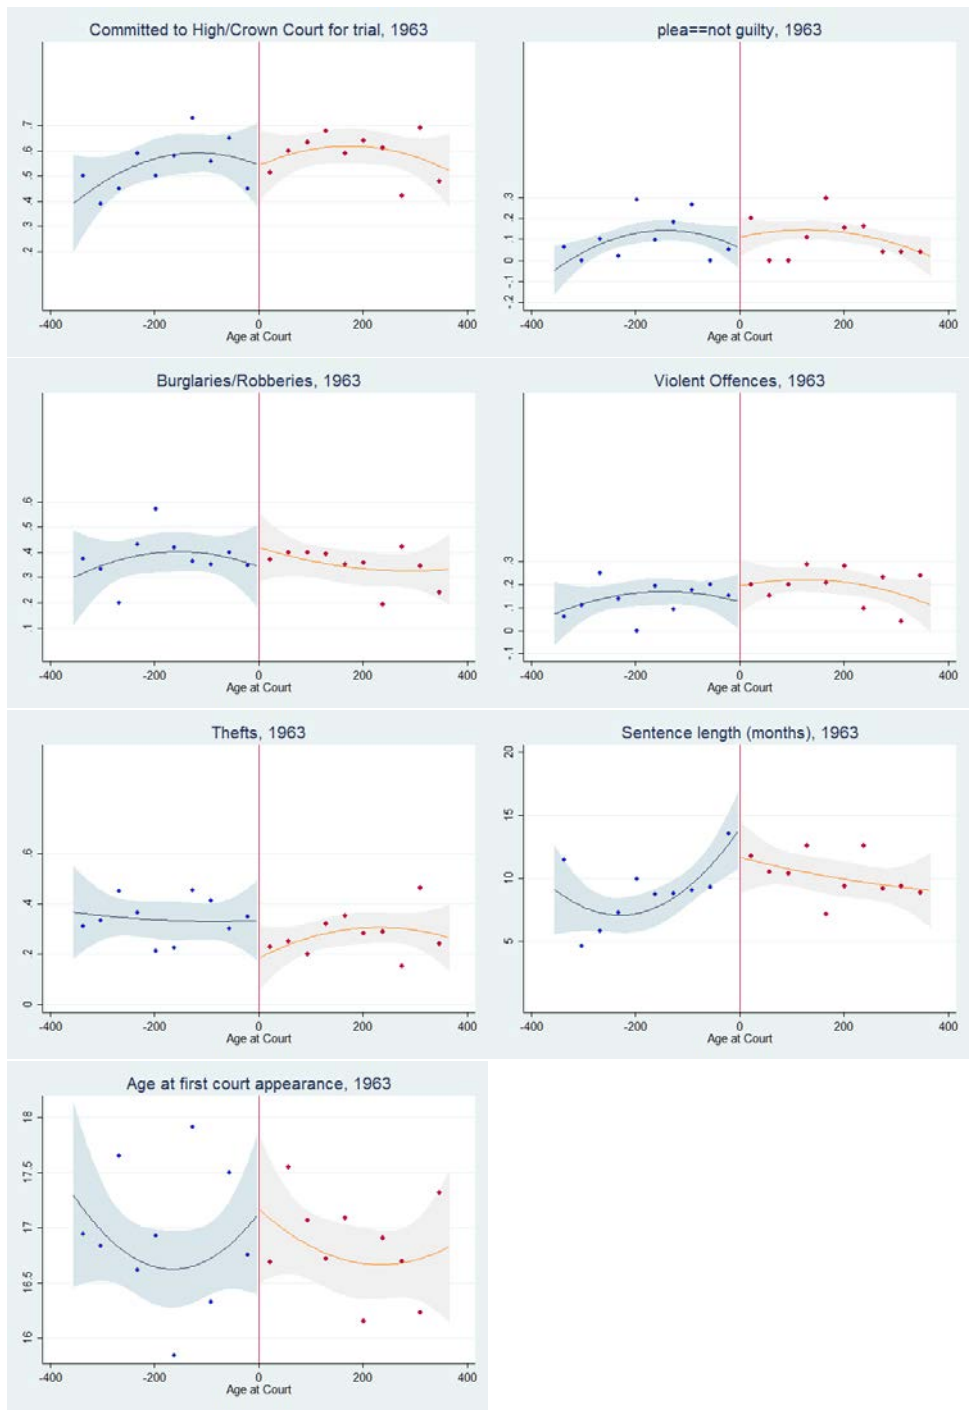 Committed to High/Crown Court for trial, 1963
.7
.6
.5
.4
.3
.2
-400 -200 0 200 400
Age at Court
plea==not guilty, 1963
.3
.2
.1
0
-.1
-.2
-400 -200 0 200 400
Age at Court
Burglaries/Robberies, 1963
.6
.5
.4
.3
.2
.1
-400 -200 0 200 400
Age at Court
Violent Offences, 1963
.3
.2
.1
0
-.1
-400 -200 0 200 400
Age at Court
Thefts, 1963
.6
.4
.2
0
-400 -200 0 200 400
Age at Court
Sentence length (months), 1963
20
15
10
5
-400 -200 0 200 400
Age at Court
Age at first court appearance, 1963
18
17.5
17
16.5
16
-400 -200 0 200 400
Age at Court